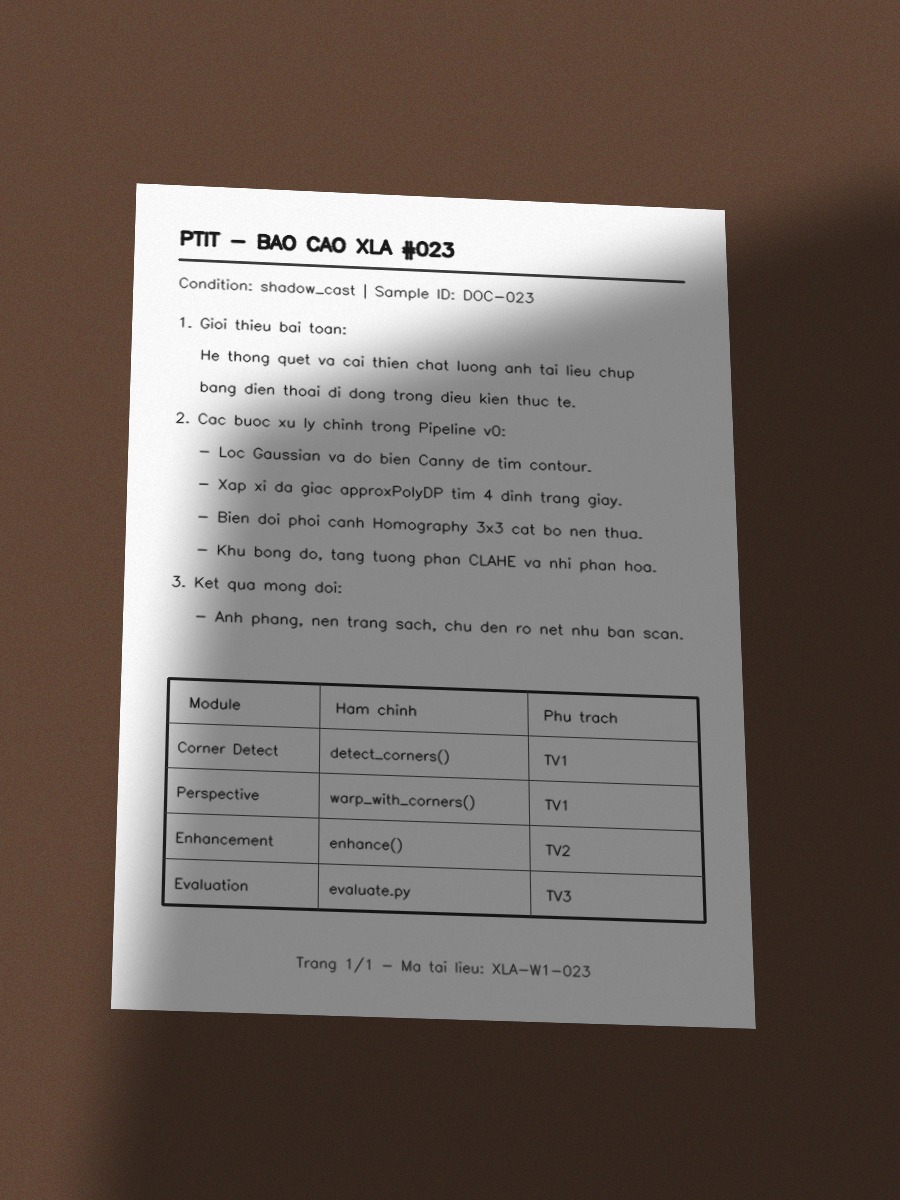 PTIT - BAO CAO XLA #023
Condition: shadow_cast | Sample ID: DOC-023
1. Gioi thieu bai toan:
He thong quet va cai thien chat luong anh tai lieu chup
bang dien thoai di dong trong dieu kien thuc te.
2. Cac buoc xu ly chinh trong Pipeline v0:
- Loc Gaussian va do bien Canny de tim contour.
- Xap xi da giac approxPolyDP tim 4 dinh trang giay.
- Bien doi phoi canh Homography 3x3 cat bo nen thua.
- Khu bong do, tang tuong phan CLAHE va nhi phan hoa.
3. Ket qua mong doi:
- Anh phang, nen trang sach, chu den ro net nhu ban scan.
Module Ham chinh Phu trach
Corner Detect detect_corners() TV1
Perspective warp_with_corners() TV1
Enhancement enhance() TV2
Evaluation evaluate.py TV3
Trang 1/1 - Ma tai lieu: XLA-W1-023